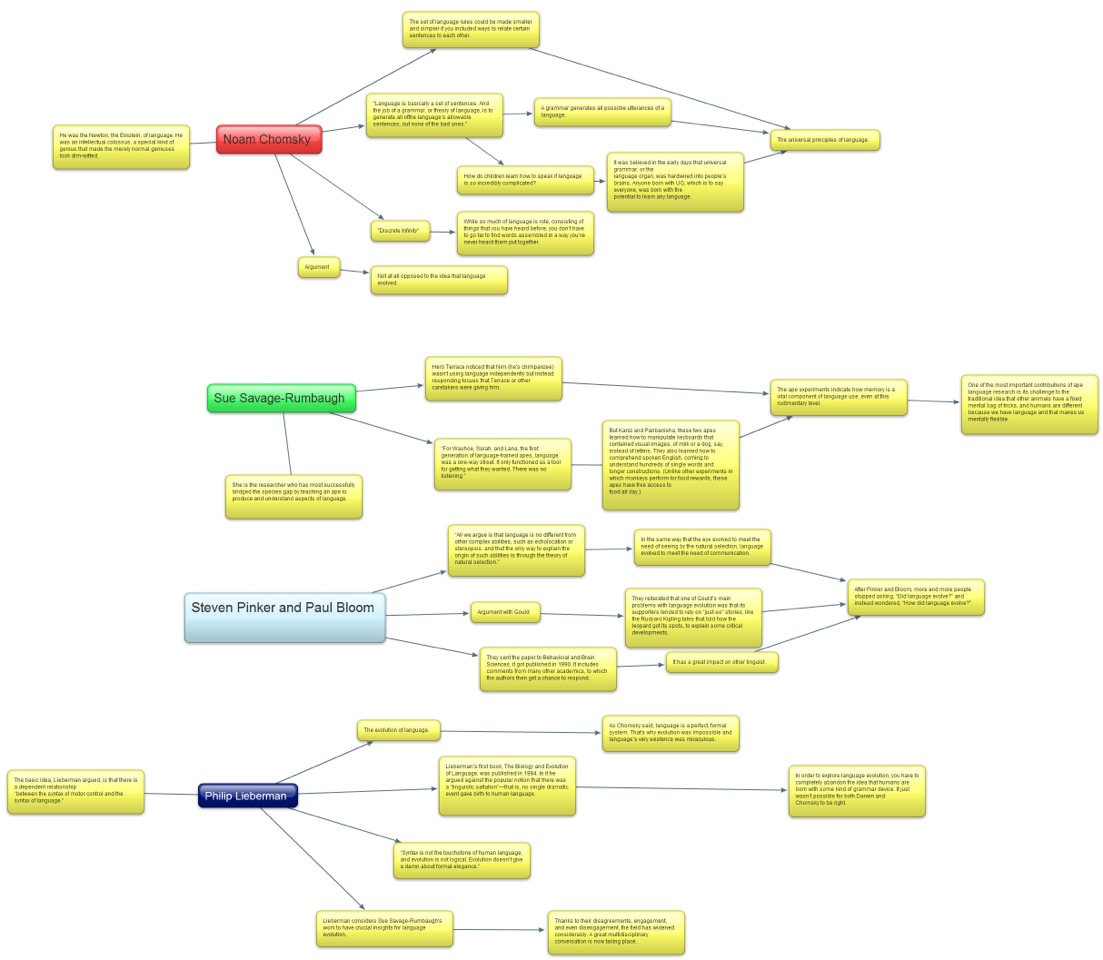 The set of language rules could be made smaller
and simpler if you included ways to relate certain
sentences to each other.
"Language is basically a set of sentences. And
the job of a grammar, or theory of language, is to
generate all ofthe language's allowable
sentences, but none of the bad ones."
A grammar generates all possible utterances of a
language.
He was the Newton, the Einstein, of language. He
was an intellectual colossus, a special kind of
genius that made the merely normal geniuses
look dim-witted.
Noam Chomsky
The universal principles of language.
How do children learn how to speak if language
is so incredibly complicated?
It was believed in the early days that universal
grammar, or the
language organ, was hardwired into people's
brains. Anyone born with UG, which is to say
everyone, was born with the
potential to learn any language.
"Discrete Infinity"
While so much of language is rote, consisting of
things that you have heard before, you don't have
to go far to find words assembled in a way you've
never heard them put together.
Argument
Not at all opposed to the idea that language
evolved.
Herb Terrace noticed that Nim (he's chimpanzee)
wasn't using language independently but instead
responding tocues that Terrace or other
caretakers were giving him.
Sue Savage-Rumbaugh
The ape experiments indicate how memory is a
vital component of language use, even at this
rudimentary level.
One of the most important contributions of ape
language research is its challenge to the
traditional idea that other animals have a fixed
mental bag of tricks, and humans are different
because we have language and that makes us
mentally flexible.
"For Washoe, Sarah, and Lana, the first
generation of language-trained apes, language
was a one-way street. It only functioned as a tool
for getting what they wanted. There was no
listening."
But Kanzi and Panbanisha, these two apes
learned how to manipulate keyboards that
contained visual images, of milk or a dog, say,
instead of letters. They also learned how to
comprehend spoken English, coming to
understand hundreds of single words and
longer constructions. (Unlike other experiments in
which monkeys perform for food rewards, these
apes have free access to
food all day.)
She is the researcher who has most successfully
bridged the species gap by teaching an ape to
produce and understand aspects of language.
"All we argue is that language is no different from
other complex abilities, such as echolocation or
stereopsis, and that the only way to explain the
origin of such abilities is through the theory of
natural selection."
In the same way that the eye evolved to meet the
need of seeing by the natural selection, language
evolved to meet the need of communication.
Steven Pinker and Paul Bloom
Argument with Gould
They reiterated that one of Gould's main
problems with language evolution was that its
supporters tended to rely on "just-so" stories, like
the Rudyard Kipling tales that told how the
leopard got its spots, to explain some critical
developments.
After Pinker and Bloom, more and more people
stopped asking, "Did language evolve?" and
instead wondered, "How did language evolve?".
They sent the paper to Behavioral and Brain
Sciences, it got published in 1990. It includes
comments from many other academics, to which
the authors then get a chance to respond.
It has a great impact on other linguist .
The evolution of language.
As Chomsky said, language is a perfect, formal
system. That's why evolution was impossible and
language's very existence was miraculous.
The basic idea, Lieberman argued, is that there is
a dependent relationship
"between the syntax of motor control and the
syntax of language."
Philip Lieberman
Lieberman's first book, The Biology and Evolution
of Language, was published in 1984. In it he
argued against the popular notion that there was
a "linguistic saltation"—that is, no single dramatic
event gave birth to human language.
In order to explore language evolution, you have to
completely abandon the idea that humans are
born with some kind of grammar device. It just
wasn't possible for both Darwin and
Chomsky to be right.
"Syntax is not the touchstone of human language,
and evolution is not logical, Evolution doesn't give
a damn about formal elegance."
Lieberman considers Sue Savage-Rumbaugh's
work to have crucial insights for language
evolution.
Thanks to their disagreements, engagement,
and even disengagement, the field has widened
considerably. A great multidisciplinary
conversation is now taking place.